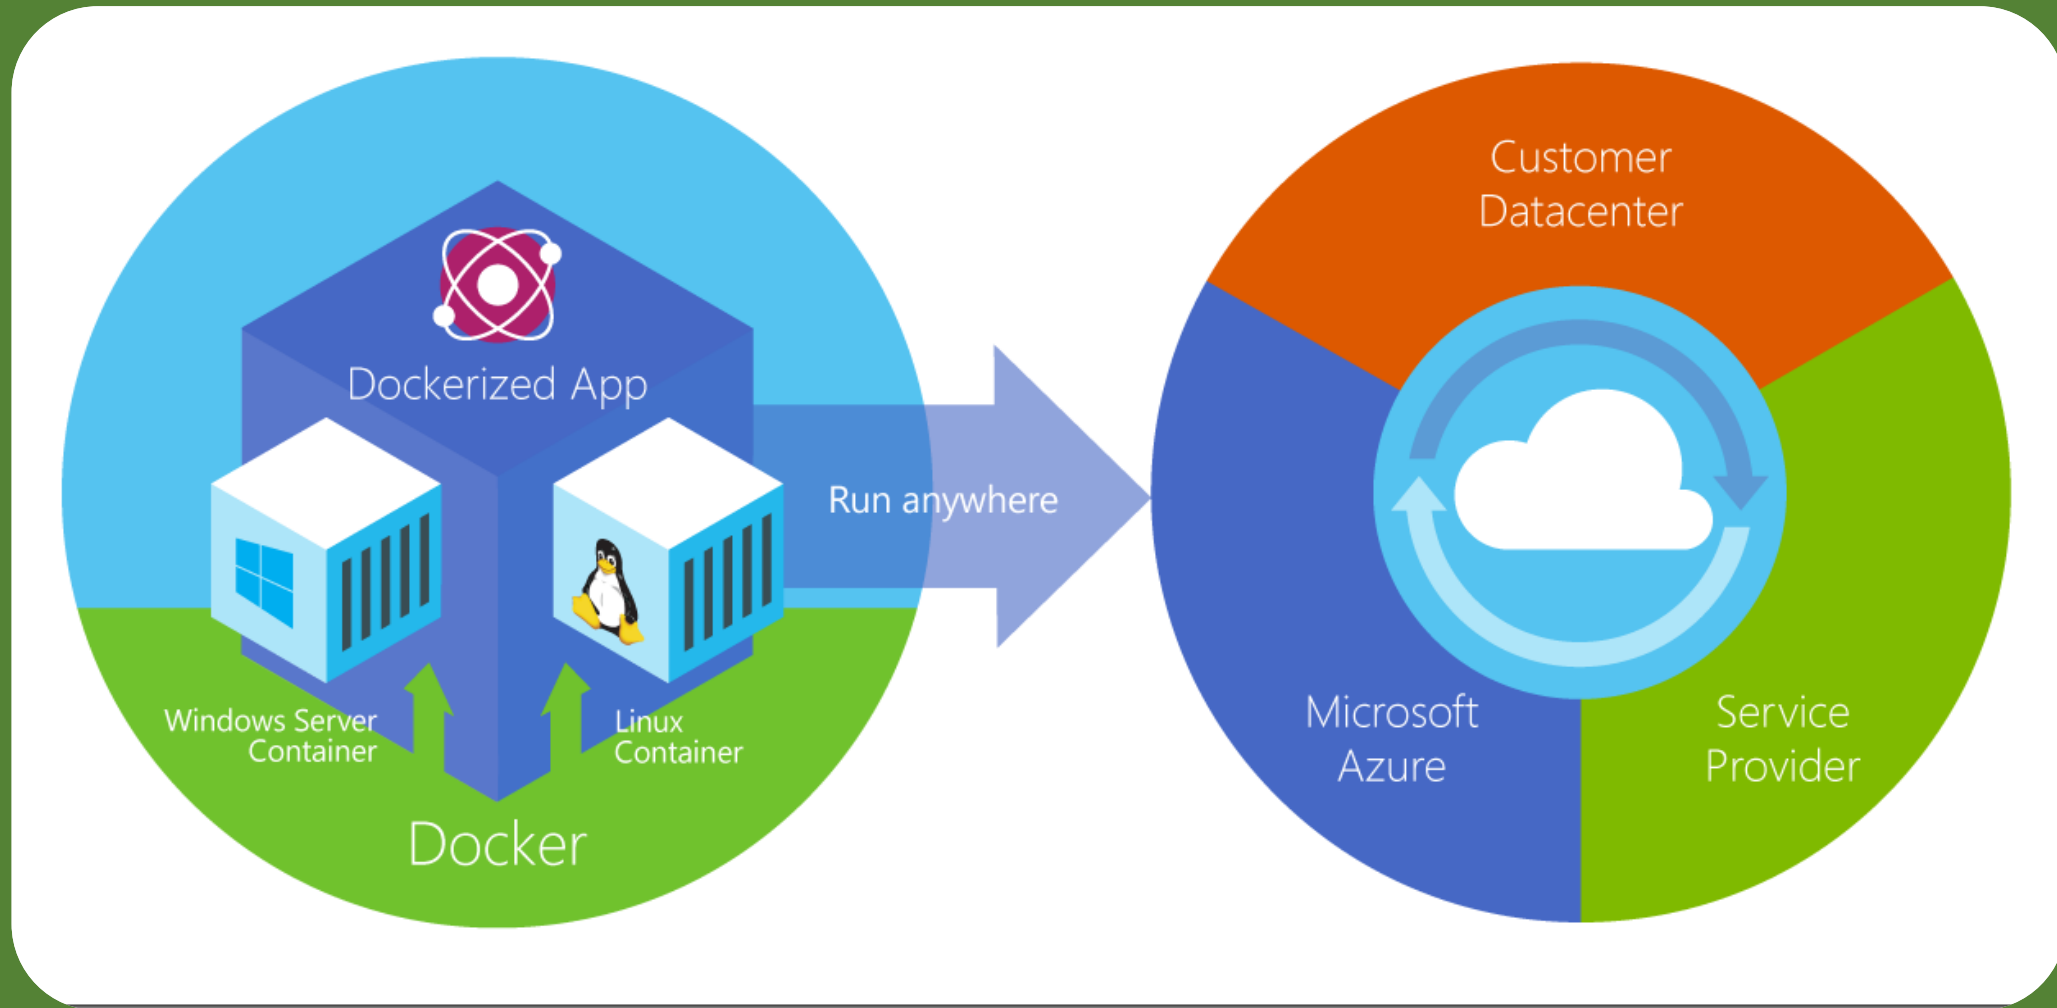 Dockerized App
Windows Server
Container
Linux
Container
Docker
Run anywhere
Customer
Datacenter
Microsoft
Azure
Service
Provider